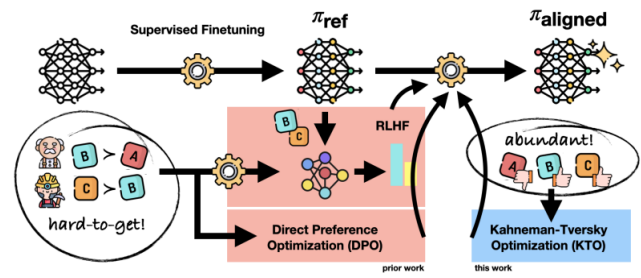 Supervised Finetuning
πref
πaligned
B
C
RLHF
B ≻ A
C ≻ B
hard-to-get!
abundant!
A B C
Direct Preference
Optimization (DPO)
Kahneman-Tversky
Optimization (KTO)
prior work
this work